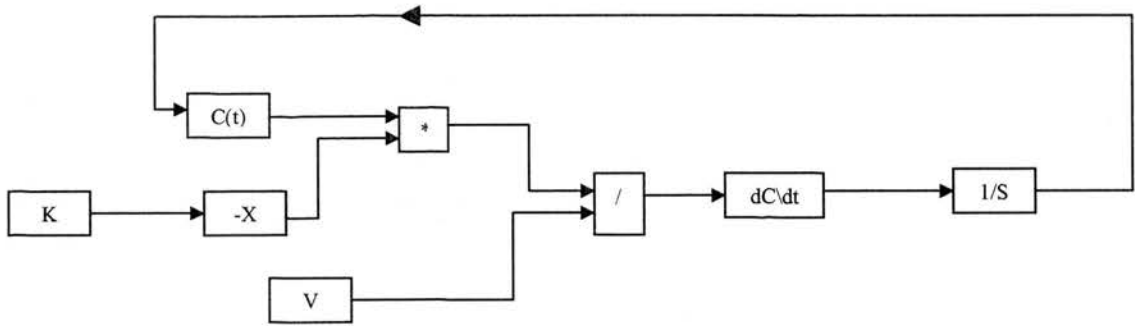 C(t)
*
K
-X
/
dC\dt
1/S
V